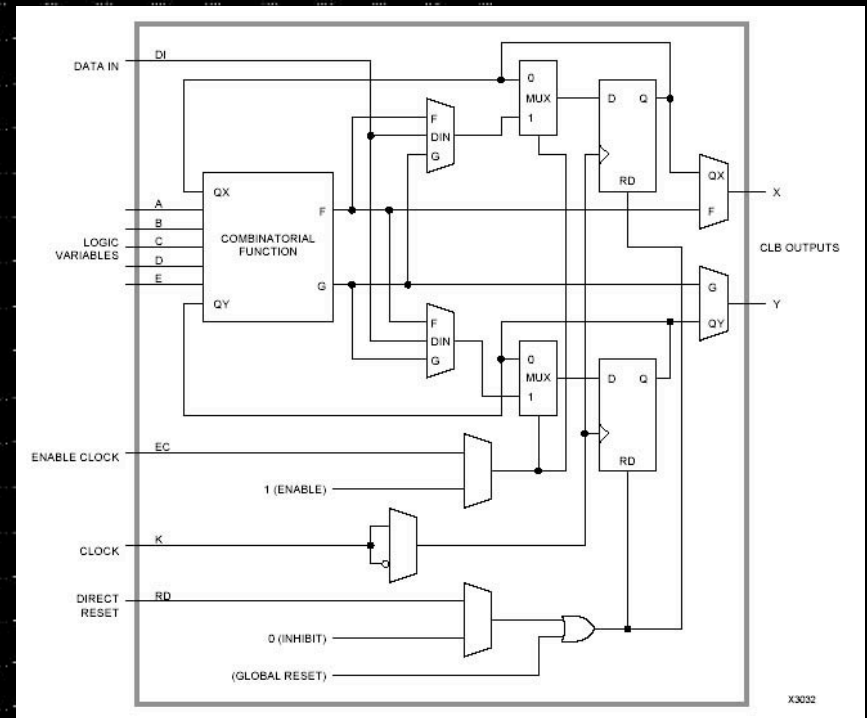 DATA IN
DI
0
MUX
1
D Q
RD
F
DIN
G
QX
F
X
QX
A
B
LOGIC
VARIABLES
C
D
E
COMBINATORIAL
FUNCTION
F
G
QY
CLB OUTPUTS
G
QY
Y
F
DIN
G
0
MUX
1
D Q
RD
ENABLE CLOCK
EC
1 (ENABLE)
CLOCK
K
DIRECT
RESET
RD
0 (INHIBIT)
(GLOBAL RESET)
X3032